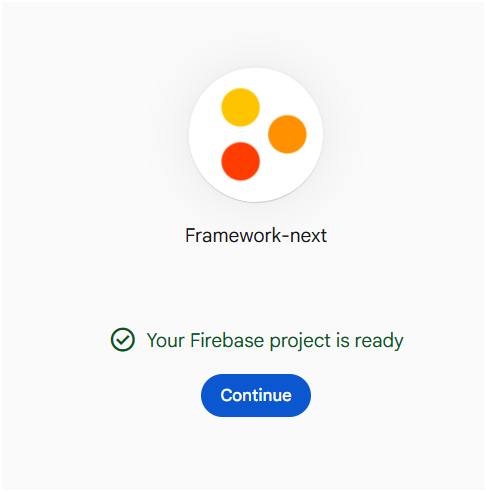 Framework-next
Your Firebase project is ready
Continue